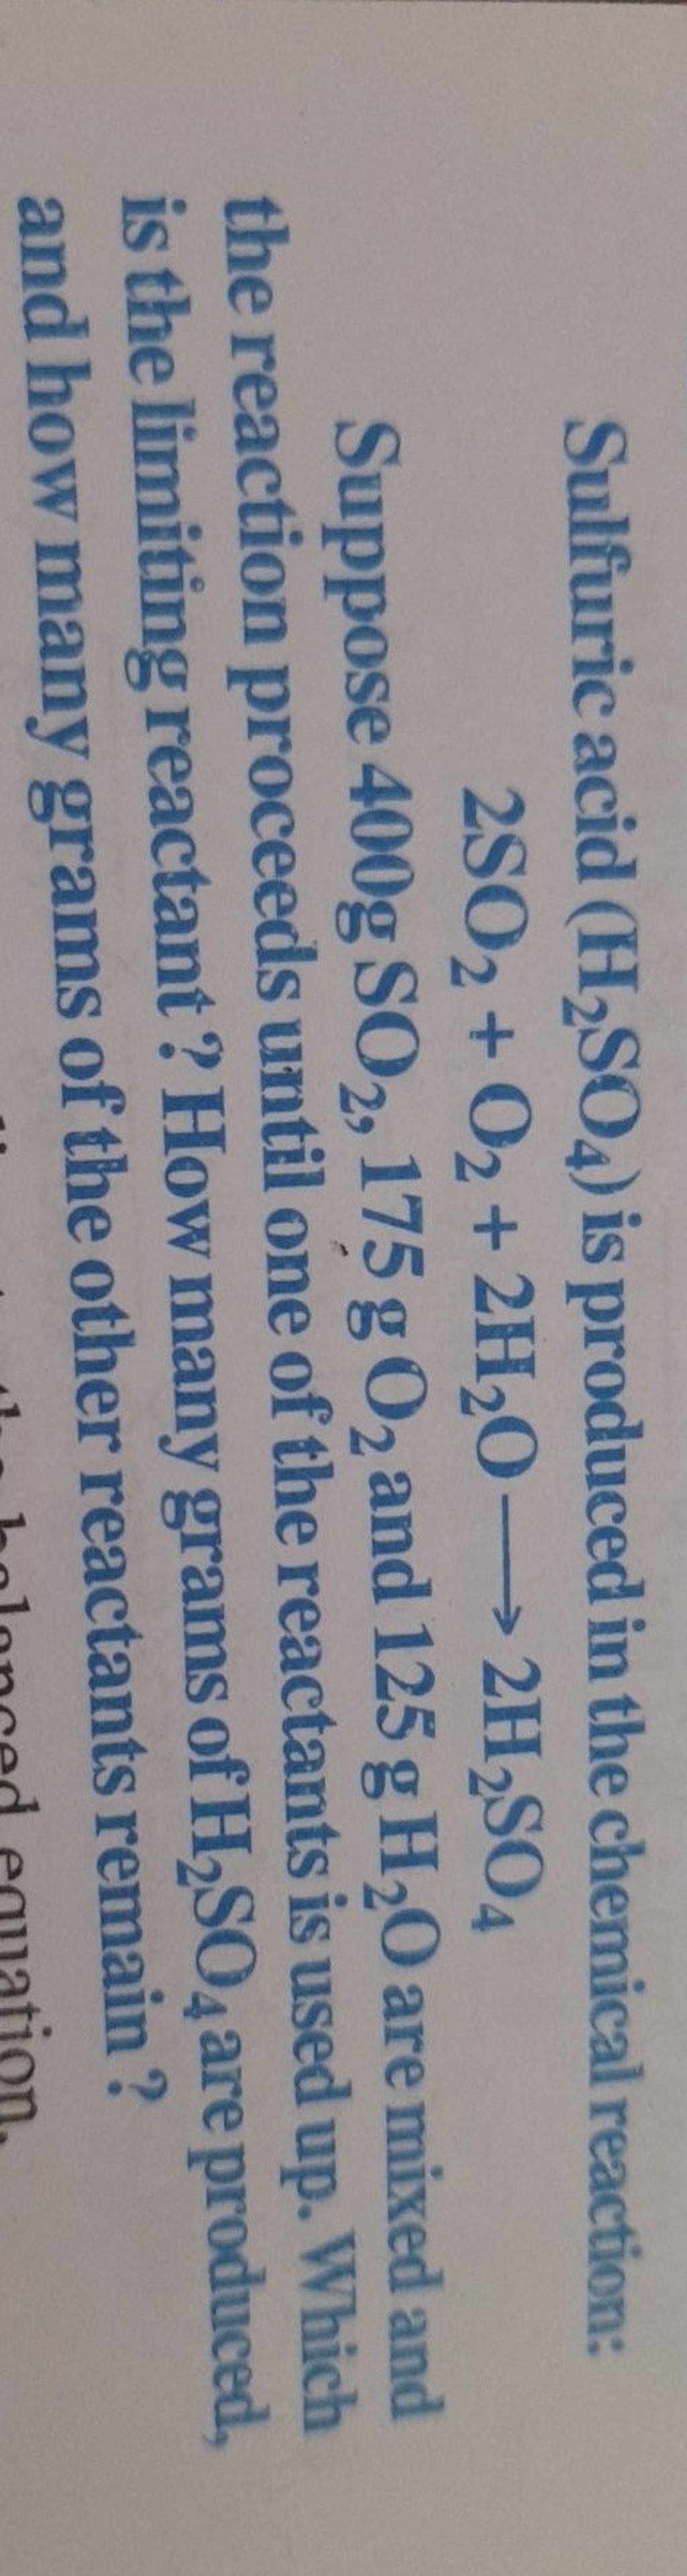 Sulfuric acid (H₂SO₄) is produced in the chemical reaction:
2SO₂ + O₂ + 2H₂O ⟶ 2H₂SO₄
Suppose 400g SO₂, 175 g O₂ and 125 g H₂O are mixed and
the reaction proceeds until one of the reactants is used up. Which
is the limiting reactant ? How many grams of H₂SO₄ are produced,
and how many grams of the other reactants remain ?
balanced equation.